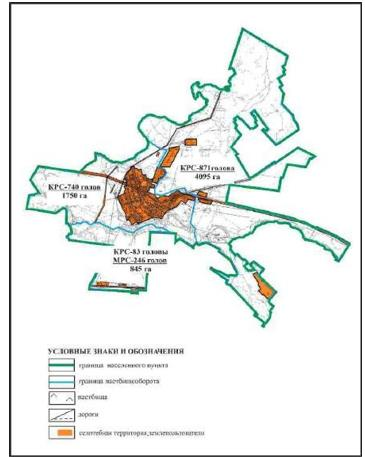 КРС-871голова
4095 га
КРС-740 голов
1750 га
КРС-83 головы
МРС-246 голов
845 га
УСЛОВНЫЕ ЗНАКИ И ОБОЗНАЧЕНИЯ
граница населенного пункта
граница пастбищеоборота
пастбища
дороги
селитебная территория,землепользователи